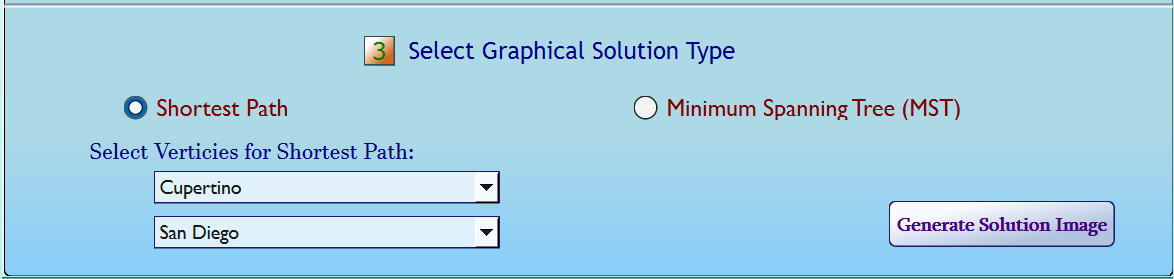 3 Select Graphical Solution Type
Shortest Path Minimum Spanning Tree (MST)
Select Verticies for Shortest Path:
Cupertino
San Diego
Generate Solution Image